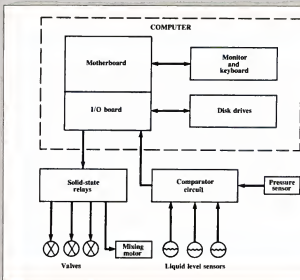 COMPUTER
Motherboard
Monitor
and
keyboard
I/O board
Disk drives
Solid-state
relays
Comparator
circuit
Pressure
sensor
Mixing
motor
Valves
Liquid level sensors